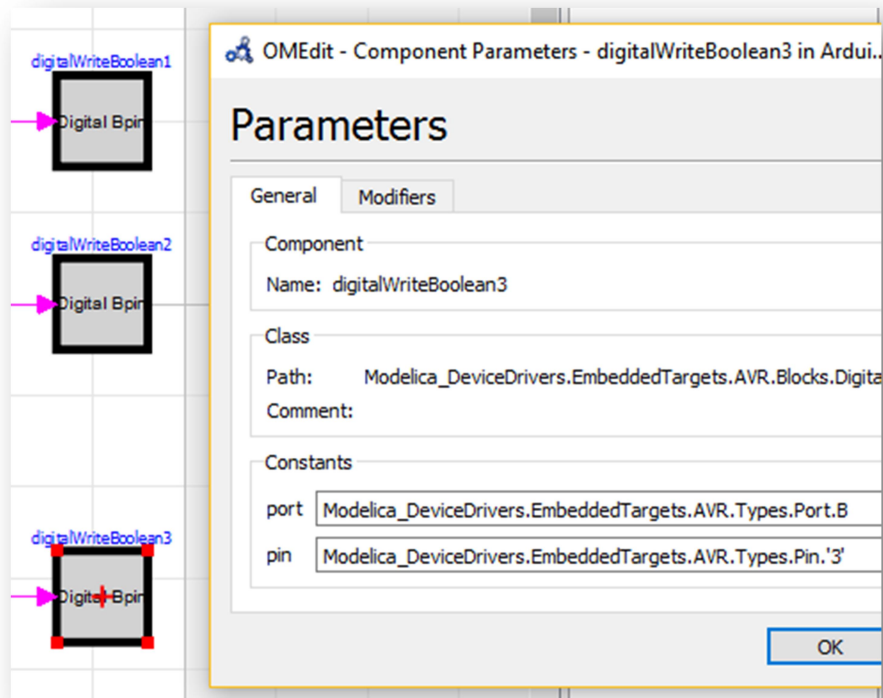 digitalWriteBoolean1
Digital Bpin
digitalWriteBoolean2
Digital Bpin
digitalWriteBoolean3
Digital Bpin
OMEdit - Component Parameters - digitalWriteBoolean3 in Ardui..
Parameters
General Modifiers
Component
Name: digitalWriteBoolean3
Class
Path: Modelica_DeviceDrivers.EmbeddedTargets.AVR.Blocks.Digita
Comment:
Constants
port Modelica_DeviceDrivers.EmbeddedTargets.AVR.Types.Port.B
pin Modelica_DeviceDrivers.EmbeddedTargets.AVR.Types.Pin.'3'
OK